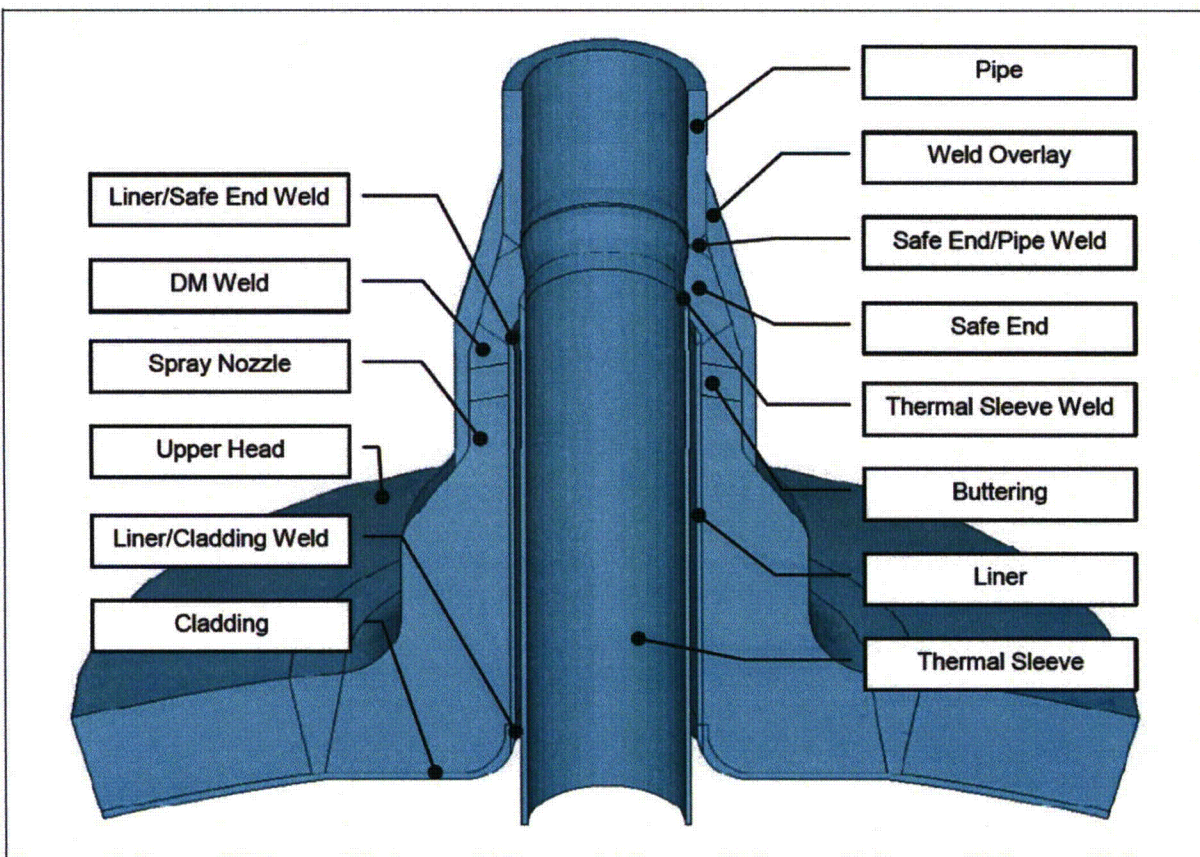 Pipe
Weld Overlay
Liner/Safe End Weld
Safe End/Pipe Weld
DM Weld
Safe End
Spray Nozzle
Thermal Sleeve Weld
Upper Head
Buttering
Liner/Cladding Weld
Liner
Cladding
Thermal Sleeve